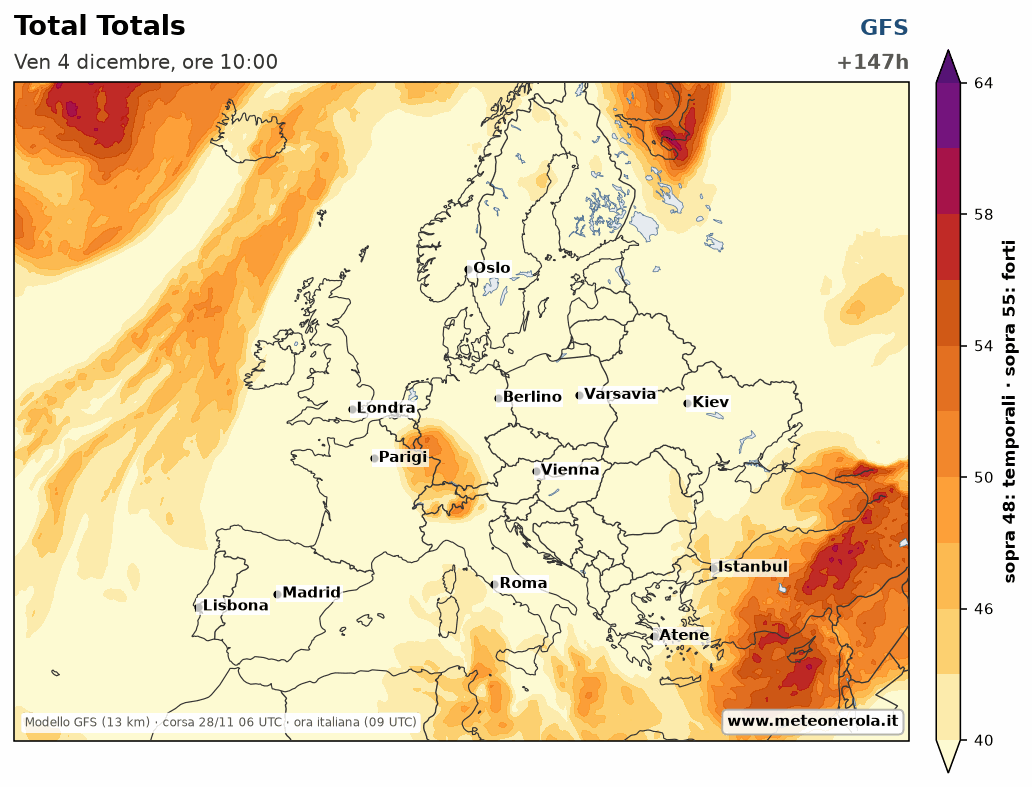 Total Totals
GFS
Ven 4 dicembre, ore 10:00
+147h
64
58
54
50
46
40
sopra 48: temporali · sopra 55: forti
Oslo
Berlino
Varsavia
Kiev
Londra
Parigi
Vienna
Istanbul
Roma
Madrid
Lisbona
Atene
Modello GFS (13 km) · corsa 28/11 06 UTC · ora italiana (09 UTC)
www.meteonerola.it